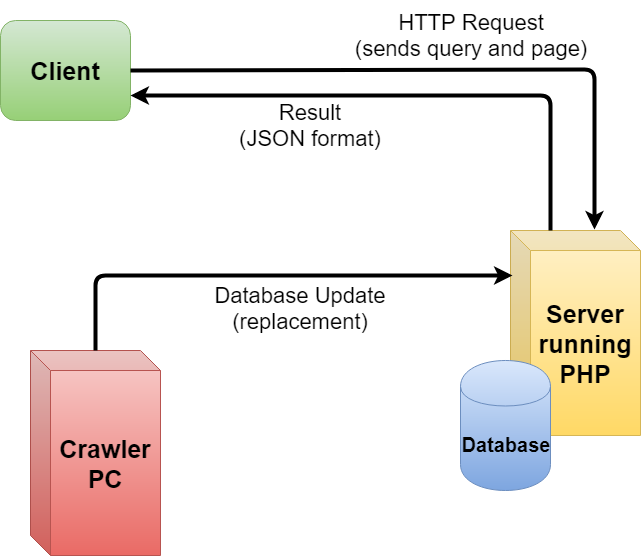 HTTP Request
(sends query and page)
Client
Result
(JSON format)
Database Update
(replacement)
Server
running
PHP
Database
Crawler
PC